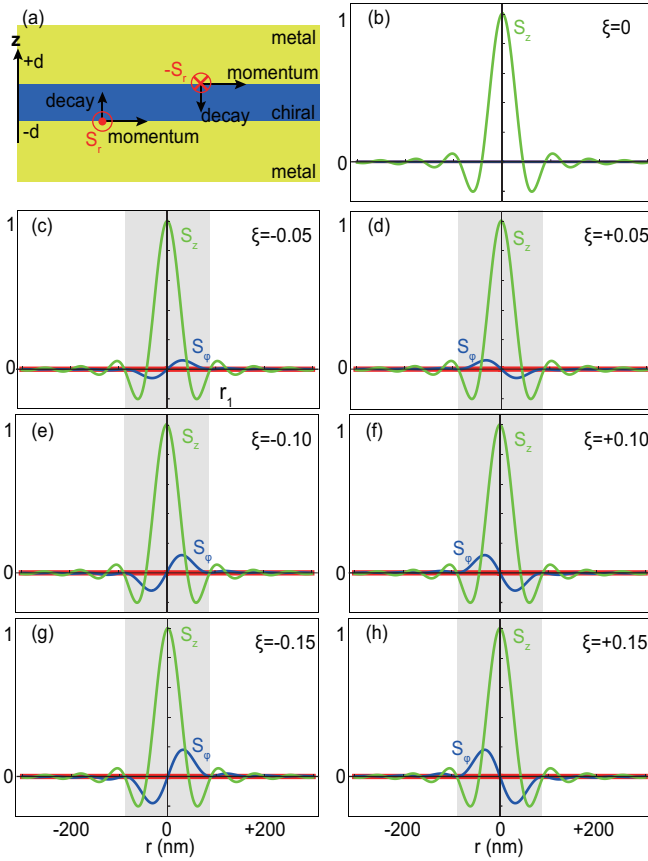 (a)
metal
z
+d
-S_r
momentum
decay
decay
chiral
-d
S_r
momentum
metal
(b)
1
ξ=0
0
-200
0
+200
(c)
1
S_z
ξ=-0.05
S_φ
0
r_1
(d)
1
S_z
ξ=+0.05
S_φ
0
(e)
1
S_z
ξ=-0.10
S_φ
0
(f)
1
S_z
ξ=+0.10
S_φ
0
(g)
1
S_z
ξ=-0.15
S_φ
0
-200
0
+200
r (nm)
(h)
1
S_z
ξ=+0.15
S_φ
0
-200
0
+200
r (nm)